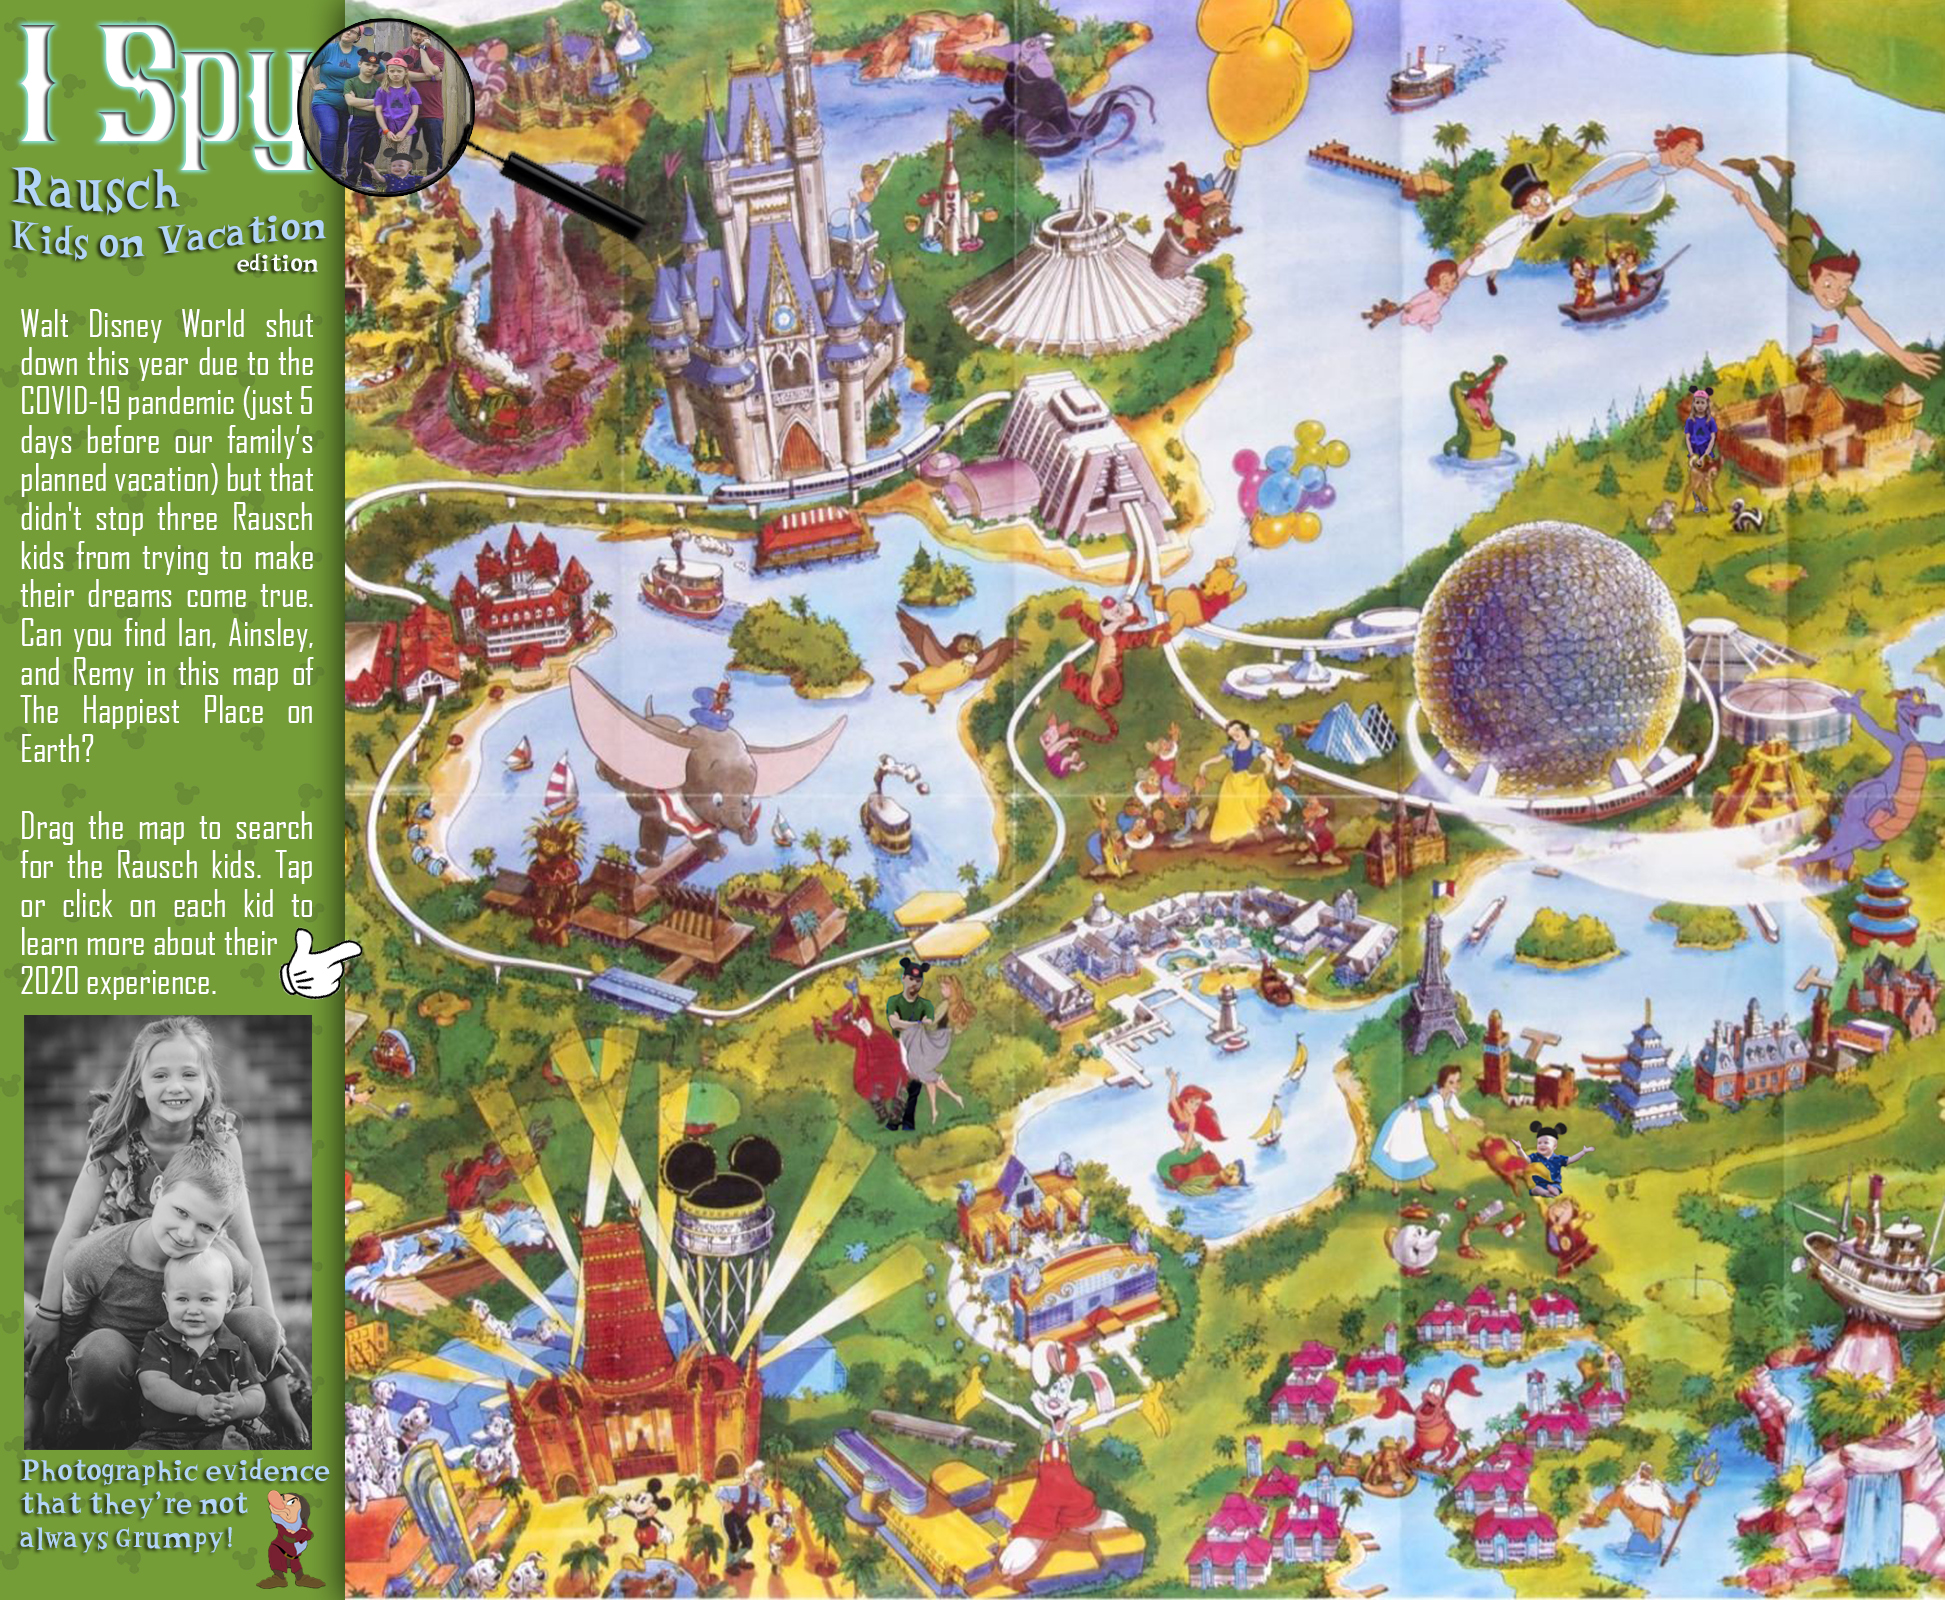 I Spy
Rausch
Kids on Vacation
edition
Walt Disney World shut
down this year due to the
COVID-19 pandemic (just 5
days before our family's
planned vacation) but that
didn't stop three Rausch
kids from trying to make
their dreams come true.
Can you find Ian, Ainsley,
and Remy in this map of
The Happiest Place on
Earth?
Drag the map to search
for the Rausch kids. Tap
or click on each kid to
learn more about their
2020 experience.
Photographic evidence
that they're not
always Grumpy!